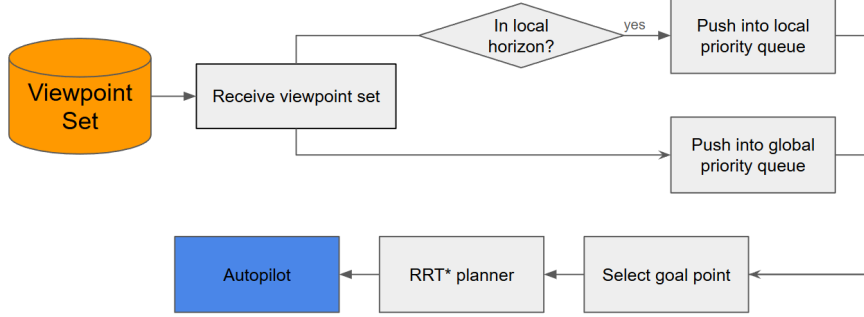 Viewpoint
Set
Receive viewpoint set
In local
horizon?
yes
Push into local
priority queue
Push into global
priority queue
Autopilot
RRT* planner
Select goal point